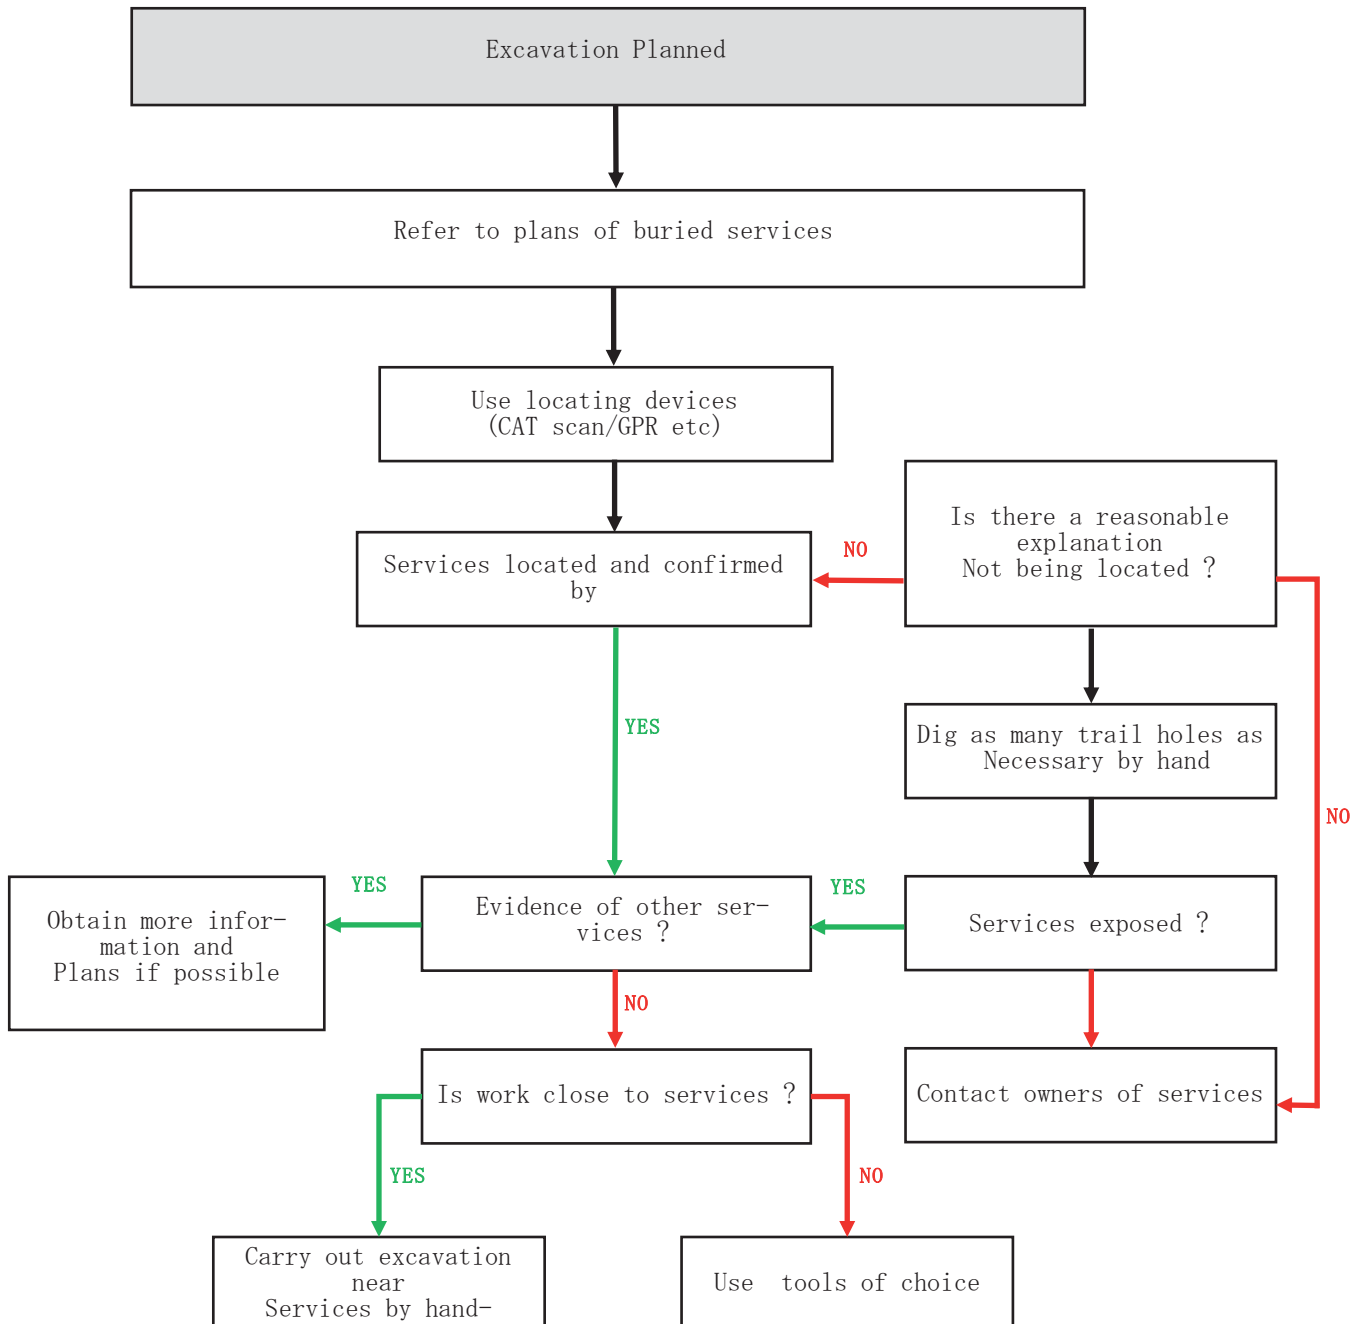 Excavation Planned
Refer to plans of buried services
Use locating devices
(CAT scan/GPR etc)
Is there a reasonable
explanation
Not being located ?
NO
Services located and confirmed
by
YES
Dig as many trail holes as
Necessary by hand
NO
YES
YES
Obtain more infor-
mation and
Plans if possible
Evidence of other ser-
vices ?
Services exposed ?
NO
Is work close to services ?
Contact owners of services
YES
NO
Carry out excavation
near
Services by hand-
Use  tools of choice